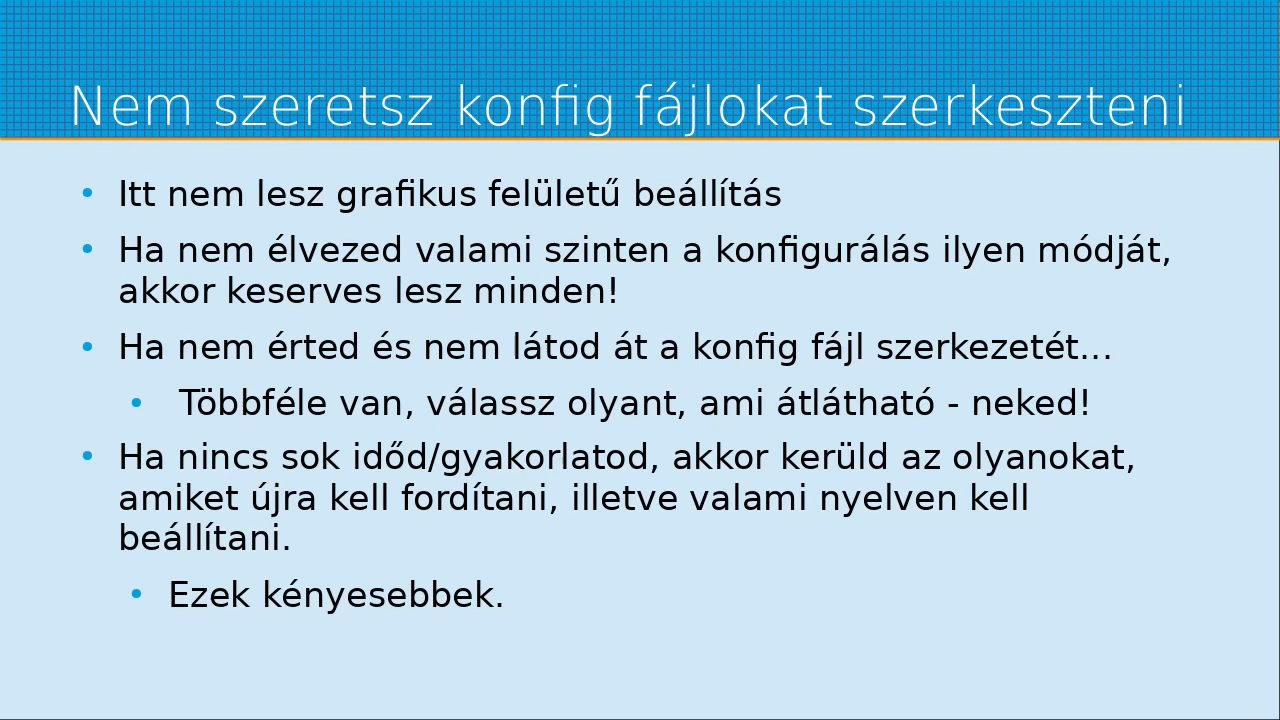 Nem szeretsz konfig fájlokat szerkeszteni
• Itt nem lesz grafikus felületű beállítás
• Ha nem élvezed valami szinten a konfigurálás ilyen módját,
akkor keserves lesz minden!
• Ha nem érted és nem látod át a konfig fájl szerkezetét...
• Többféle van, válassz olyant, ami átlátható - neked!
• Ha nincs sok időd/gyakorlatod, akkor kerüld az olyanokat,
amiket újra kell fordítani, illetve valami nyelven kell
beállítani.
• Ezek kényesebbek.